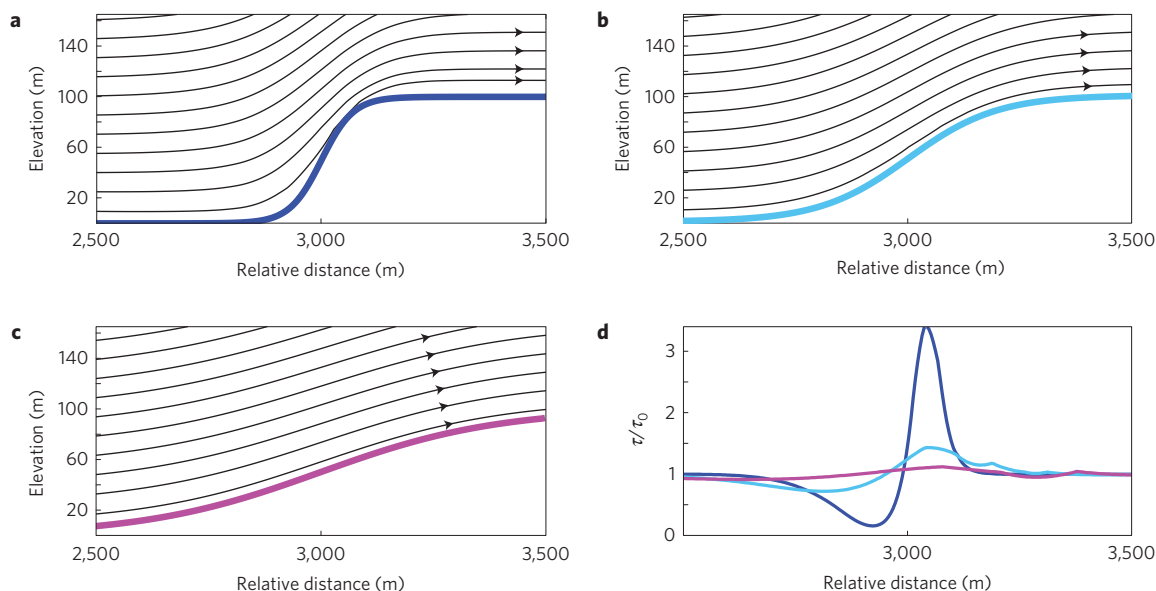 a
Elevation (m)
140
100
60
20
2,500
3,000
3,500
Relative distance (m)
b
Elevation (m)
140
100
60
20
2,500
3,000
3,500
Relative distance (m)
c
Elevation (m)
140
100
60
20
2,500
3,000
3,500
Relative distance (m)
d
τ/τ₀
3
2
1
0
3,000
3,500
Relative distance (m)